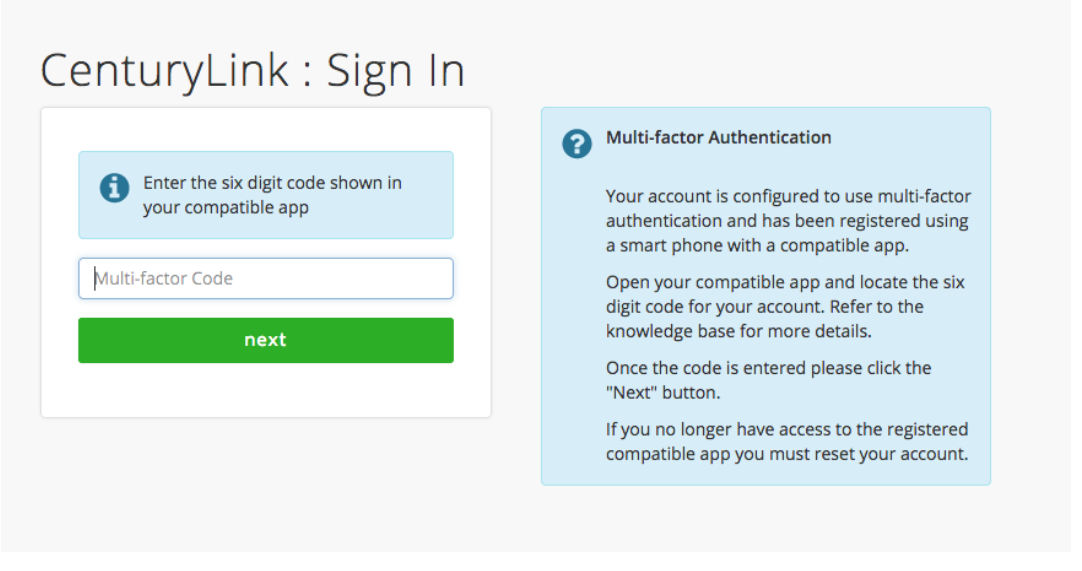 CenturyLink : Sign In
Enter the six digit code shown in
your compatible app
Multi-factor Code
next
Multi-factor Authentication
Your account is configured to use multi-factor
authentication and has been registered using
a smart phone with a compatible app.
Open your compatible app and locate the six
digit code for your account. Refer to the
knowledge base for more details.
Once the code is entered please click the
"Next" button.
If you no longer have access to the registered
compatible app you must reset your account.